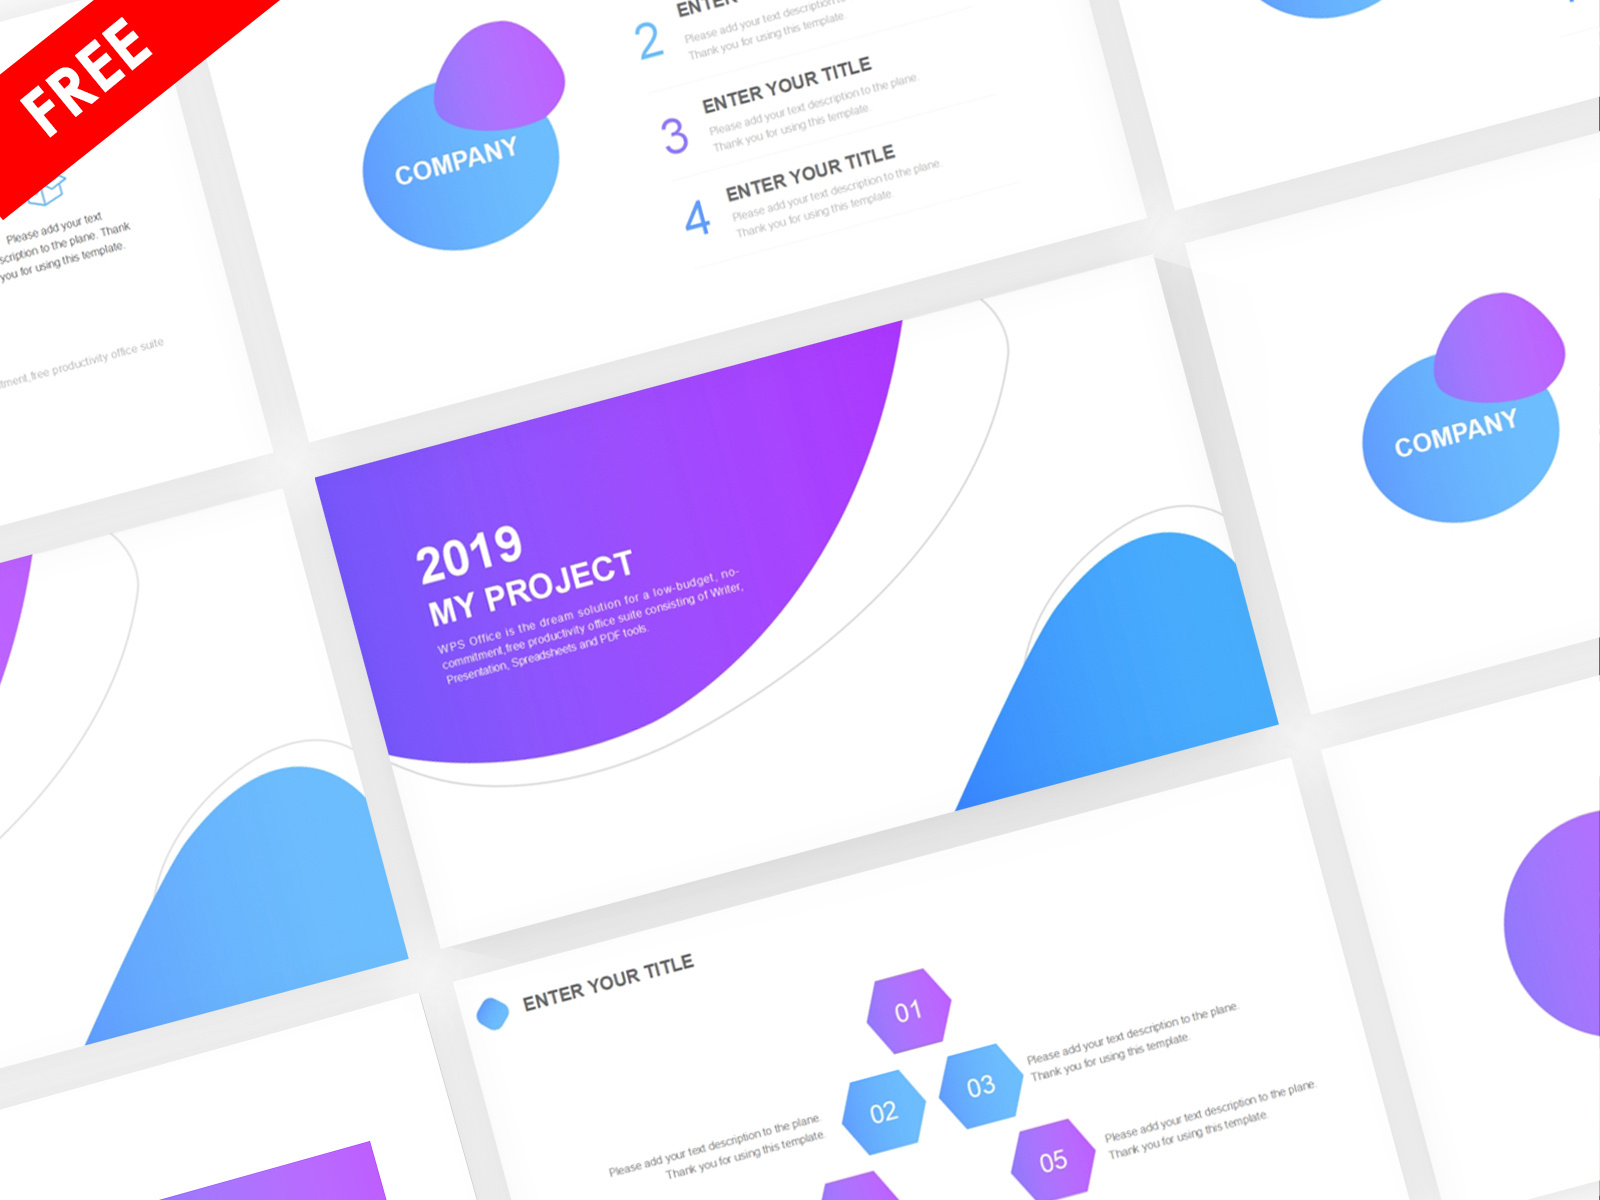 FREE
2
Please add your text description to the plane.
Thank you for using this template.
3
ENTER YOUR TITLE
Please add your text description to the plane.
Thank you for using this template.
4
ENTER YOUR TITLE
Please add your text description to the plane.
Thank you for using this template.
COMPANY
Please add your text
scription to the plane. Thank
you for using this template.
tment,free productivity office suite
2019
MY PROJECT
WPS Office is the dream solution for a low-budget, no-
commitment,free productivity office suite consisting of Writer,
Presentation, Spreadsheets and PDF tools.
COMPANY
ENTER YOUR TITLE
01
02
03
05
Please add your text description to the plane.
Thank you for using this template.
Please add your text description to the plane.
Thank you for using this template.
Please add your text description to the plane.
Thank you for using this template.